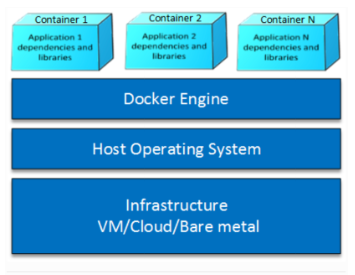 Container 1
Application 1
dependencies and
libraries
Container 2
Application 2
dependencies and
libraries
Container N
Application N
dependencies and
libraries
Docker Engine
Host Operating System
Infrastructure
VM/Cloud/Bare metal